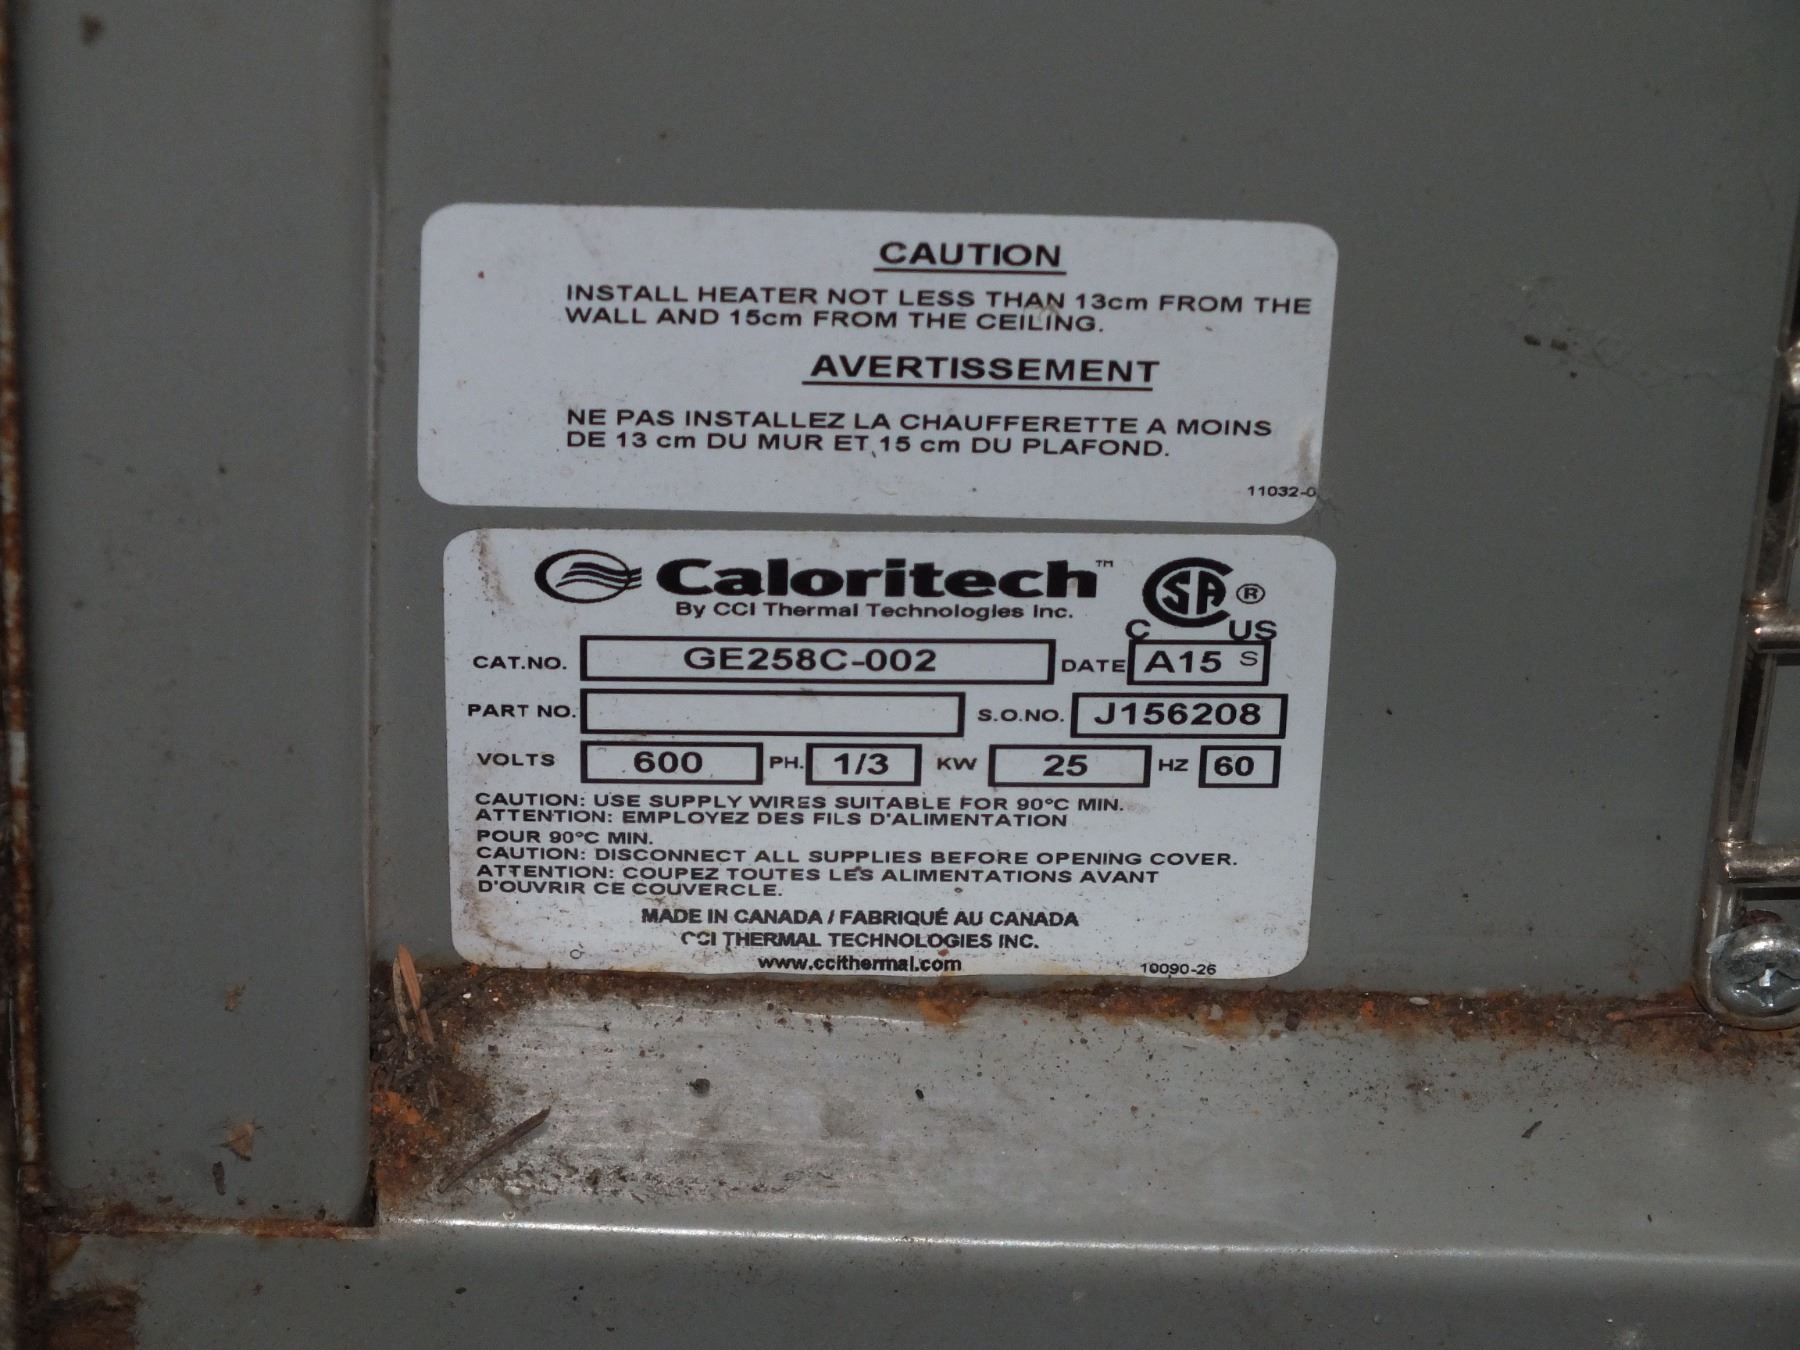 CAUTION
INSTALL HEATER NOT LESS THAN 13cm FROM THE
WALL AND 15cm FROM THE CEILING.
AVERTISSEMENT
NE PAS INSTALLEZ LA CHAUFFERETTE A MOINS
DE 13 cm DU MUR ET 15 cm DU PLAFOND.
11032-0
Caloritech™ CSA®
By CCI Thermal Technologies Inc.
C US
CAT.NO. GE258C-002 DATE A15 S
PART NO. S.O.NO. J156208
VOLTS 600 PH. 1/3 KW 25 HZ 60
CAUTION: USE SUPPLY WIRES SUITABLE FOR 90°C MIN.
ATTENTION: EMPLOYEZ DES FILS D'ALIMENTATION
POUR 90°C MIN.
CAUTION: DISCONNECT ALL SUPPLIES BEFORE OPENING COVER.
ATTENTION: COUPEZ TOUTES LES ALIMENTATIONS AVANT
D'OUVRIR CE COUVERCLE.
MADE IN CANADA / FABRIQUÉ AU CANADA
CCI THERMAL TECHNOLOGIES INC.
www.ccithermal.com
10090-26